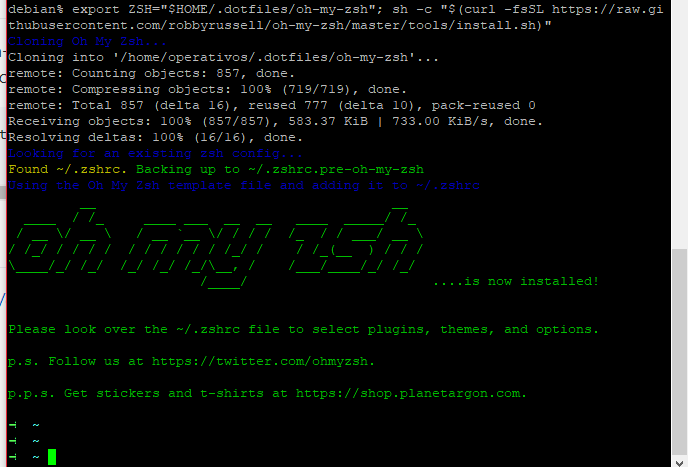 debian% export ZSH="$HOME/.dotfiles/oh-my-zsh"; sh -c "$(curl -fsSL https://raw.gi
thubusercontent.com/robbyrussell/oh-my-zsh/master/tools/install.sh)"
Cloning Oh My Zsh...
Cloning into '/home/operativos/.dotfiles/oh-my-zsh'...
remote: Counting objects: 857, done.
remote: Compressing objects: 100% (719/719), done.
remote: Total 857 (delta 16), reused 777 (delta 10), pack-reused 0
Receiving objects: 100% (857/857), 583.37 KiB | 733.00 KiB/s, done.
Resolving deltas: 100% (16/16), done.
Looking for an existing zsh config...
Found ~/.zshrc. Backing up to ~/.zshrc.pre-oh-my-zsh
Using the Oh My Zsh template file and adding it to ~/.zshrc
oh my zsh
....is now installed!
Please look over the ~/.zshrc file to select plugins, themes, and options.
p.s. Follow us at https://twitter.com/ohmyzsh.
p.p.s. Get stickers and t-shirts at https://shop.planetargon.com.
→ ~
→ ~
→ ~